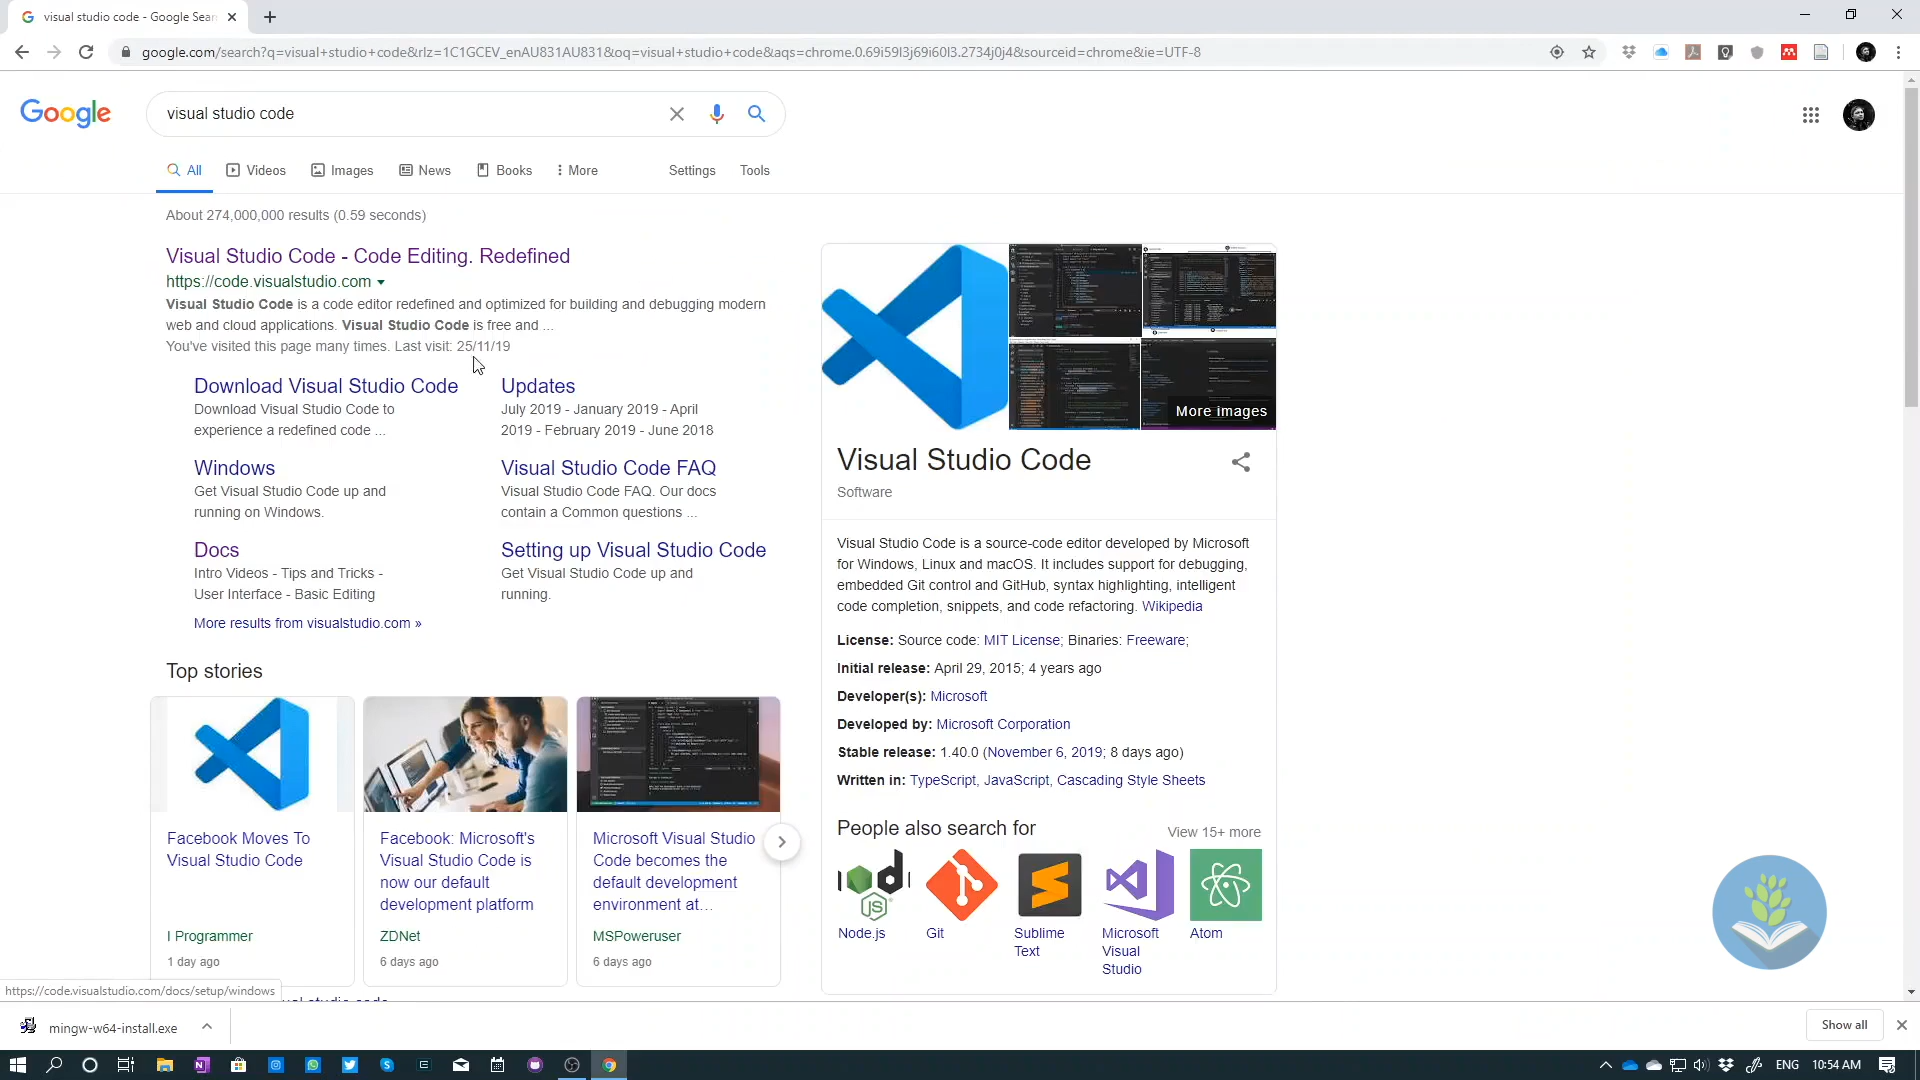 visual studio code - Google Sear
google.com/search?q=visual+studio+code&rlz=1C1GCEV_enAU831AU831&oq=visual+studio+code&aqs=chrome.0.69i59l3j69i60l3.2734j0j4&sourceid=chrome&ie=UTF-8
Google
visual studio code
All Videos Images News Books More Settings Tools
About 274,000,000 results (0.59 seconds)
Visual Studio Code - Code Editing. Redefined
https://code.visualstudio.com
Visual Studio Code is a code editor redefined and optimized for building and debugging modern
web and cloud applications. Visual Studio Code is free and ...
You've visited this page many times. Last visit: 25/11/19
Download Visual Studio Code
Download Visual Studio Code to
experience a redefined code ...
Updates
July 2019 - January 2019 - April
2019 - February 2019 - June 2018
Windows
Get Visual Studio Code up and
running on Windows.
Visual Studio Code FAQ
Visual Studio Code FAQ. Our docs
contain a Common questions ...
Docs
Intro Videos - Tips and Tricks -
User Interface - Basic Editing
Setting up Visual Studio Code
Get Visual Studio Code up and
running.
More results from visualstudio.com »
Top stories
Facebook Moves To
Visual Studio Code
I Programmer
1 day ago
Facebook: Microsoft's
Visual Studio Code is
now our default
development platform
ZDNet
6 days ago
Microsoft Visual Studio
Code becomes the
default development
environment at...
MSPoweruser
6 days ago
More images
Visual Studio Code
Software
Visual Studio Code is a source-code editor developed by Microsoft
for Windows, Linux and macOS. It includes support for debugging,
embedded Git control and GitHub, syntax highlighting, intelligent
code completion, snippets, and code refactoring. Wikipedia
License: Source code: MIT License; Binaries: Freeware;
Initial release: April 29, 2015; 4 years ago
Developer(s): Microsoft
Developed by: Microsoft Corporation
Stable release: 1.40.0 (November 6, 2019; 8 days ago)
Written in: TypeScript, JavaScript, Cascading Style Sheets
People also search for
View 15+ more
Node.js
Git
Sublime
Text
Microsoft
Visual
Studio
Atom
https://code.visualstudio.com/docs/setup/windows
mingw-w64-install.exe
Show all
ENG 10:54 AM